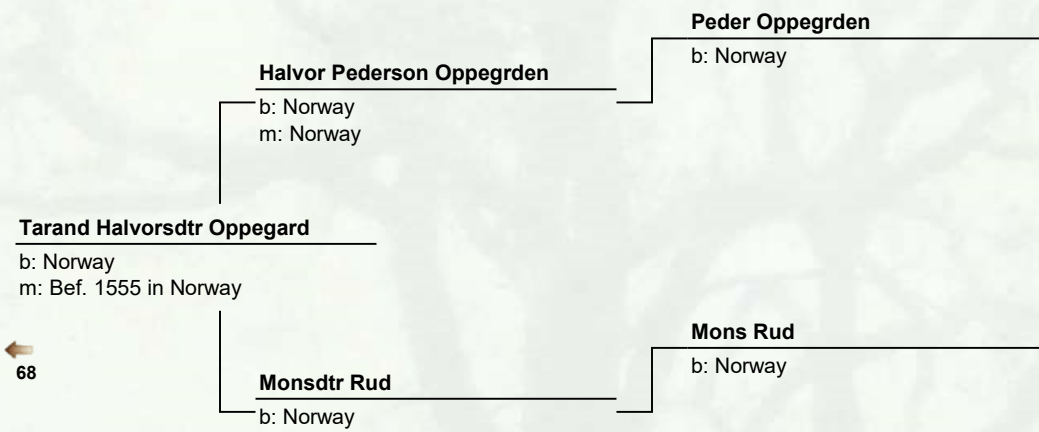 Peder Oppegrden
b: Norway
Halvor Pederson Oppegrden
b: Norway
m: Norway
Tarand Halvorsdtr Oppegard
b: Norway
m: Bef. 1555 in Norway
68
Mons Rud
b: Norway
Monsdtr Rud
b: Norway